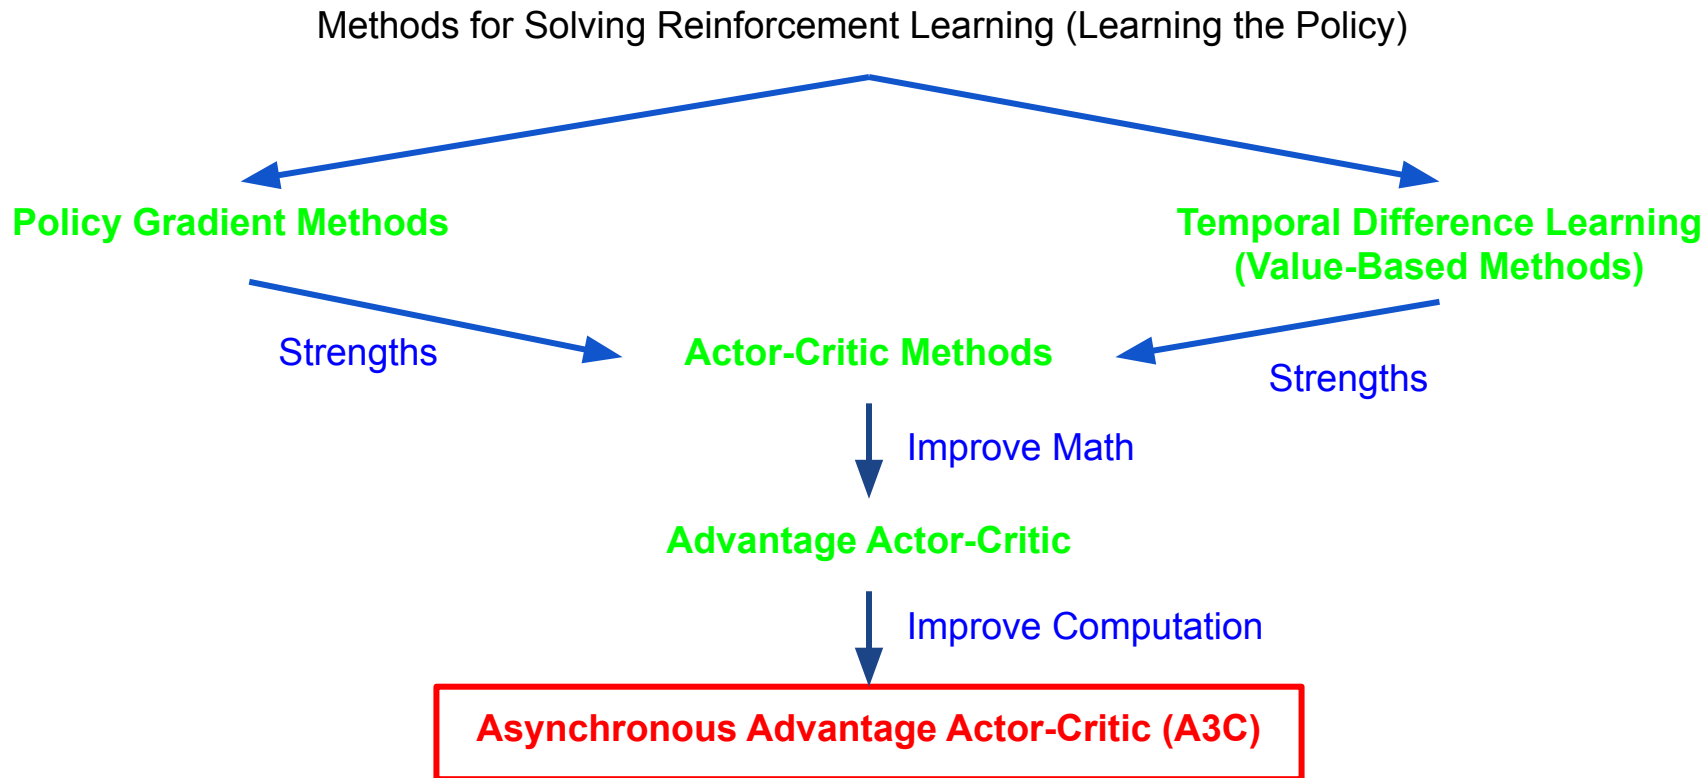 Methods for Solving Reinforcement Learning (Learning the Policy)
Policy Gradient Methods
Temporal Difference Learning
(Value-Based Methods)
Strengths
Actor-Critic Methods
Strengths
Improve Math
Advantage Actor-Critic
Improve Computation
Asynchronous Advantage Actor-Critic (A3C)